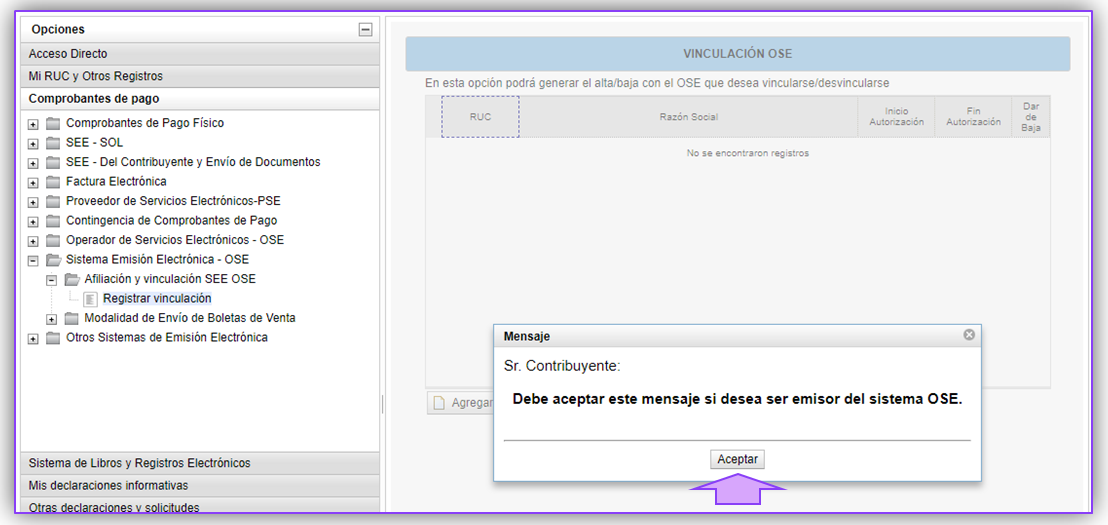 Opciones
Acceso Directo
Mi RUC y Otros Registros
Comprobantes de pago
Comprobantes de Pago Físico
SEE - SOL
SEE - Del Contribuyente y Envío de Documentos
Factura Electrónica
Proveedor de Servicios Electrónicos-PSE
Contingencia de Comprobantes de Pago
Operador de Servicios Electrónicos - OSE
Sistema Emisión Electrónica - OSE
Afiliación y vinculación SEE OSE
Registrar vinculación
Modalidad de Envío de Boletas de Venta
Otros Sistemas de Emisión Electrónica
Sistema de Libros y Registros Electrónicos
Mis declaraciones informativas
Otras declaraciones y solicitudes
VINCULACIÓN OSE
En esta opción podrá generar el alta/baja con el OSE que desea vincularse/desvincularse
RUC
Razón Social
Inicio
Autorización
Fin
Autorización
Dar
de
Baja
No se encontraron registros
Agregar
Mensaje
Sr. Contribuyente:
Debe aceptar este mensaje si desea ser emisor del sistema OSE.
Aceptar